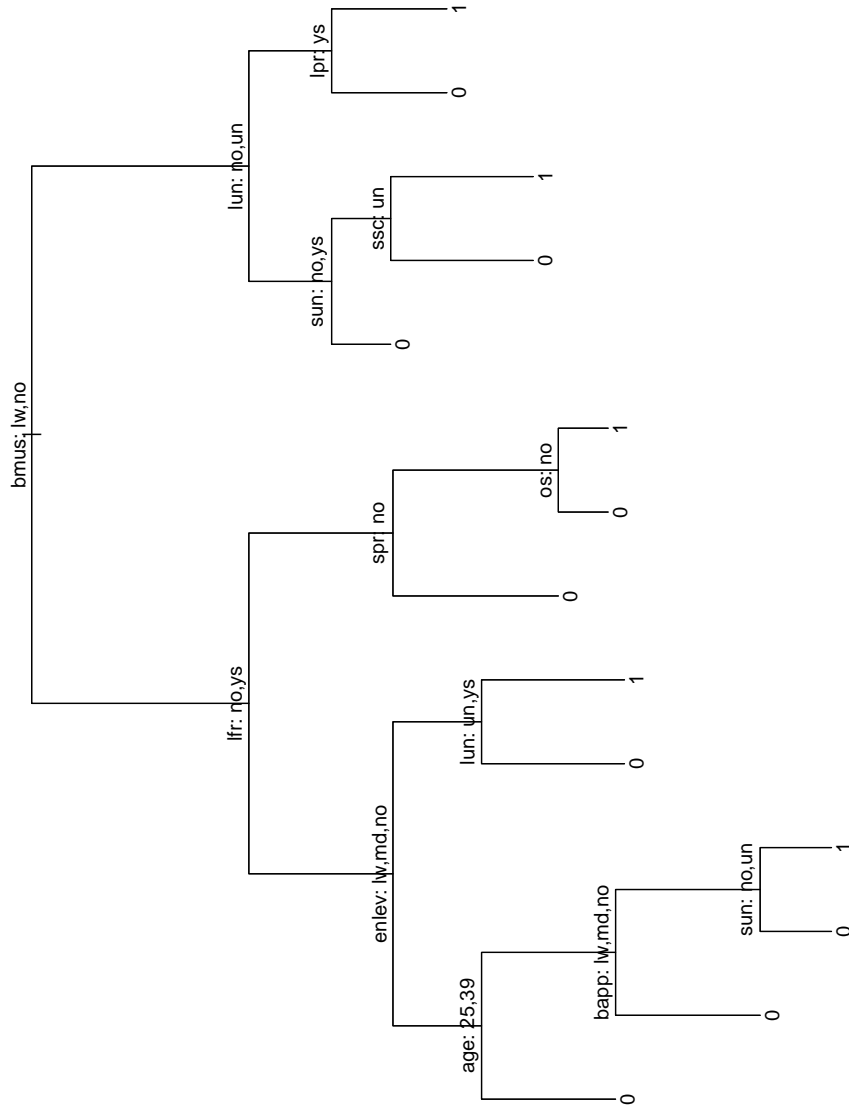 bmus: lw,no
lfr: no,ys
lun: no,un
enlev: lw,md,no
spr: no
sun: no,ys
lpr: ys
age: 25,39
lun: un,ys
os: no
0
ssc: un
0
1
0
bapp: lw,md,no
0
1
0
0
1
0
1
0
sun: no,un
0
1